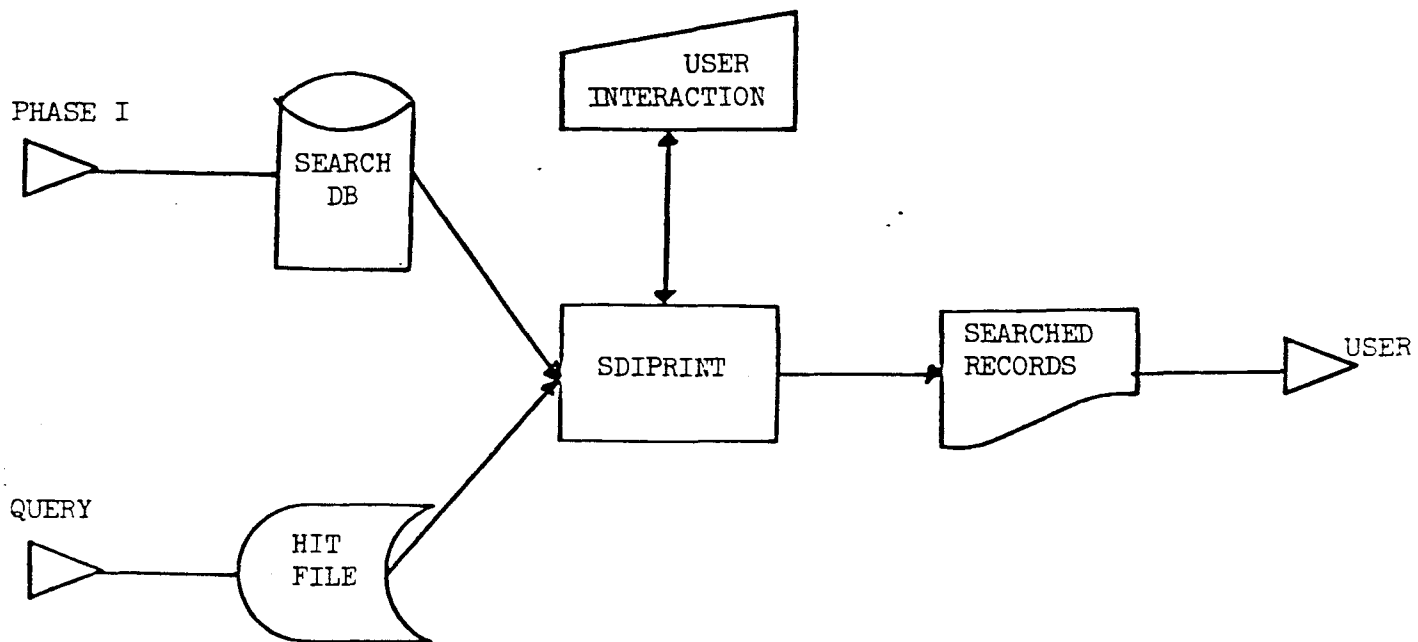 PHASE I
SEARCH
DB
USER
INTERACTION
SDIPRINT
SEARCHED
RECORDS
USER
QUERY
HIT
FILE